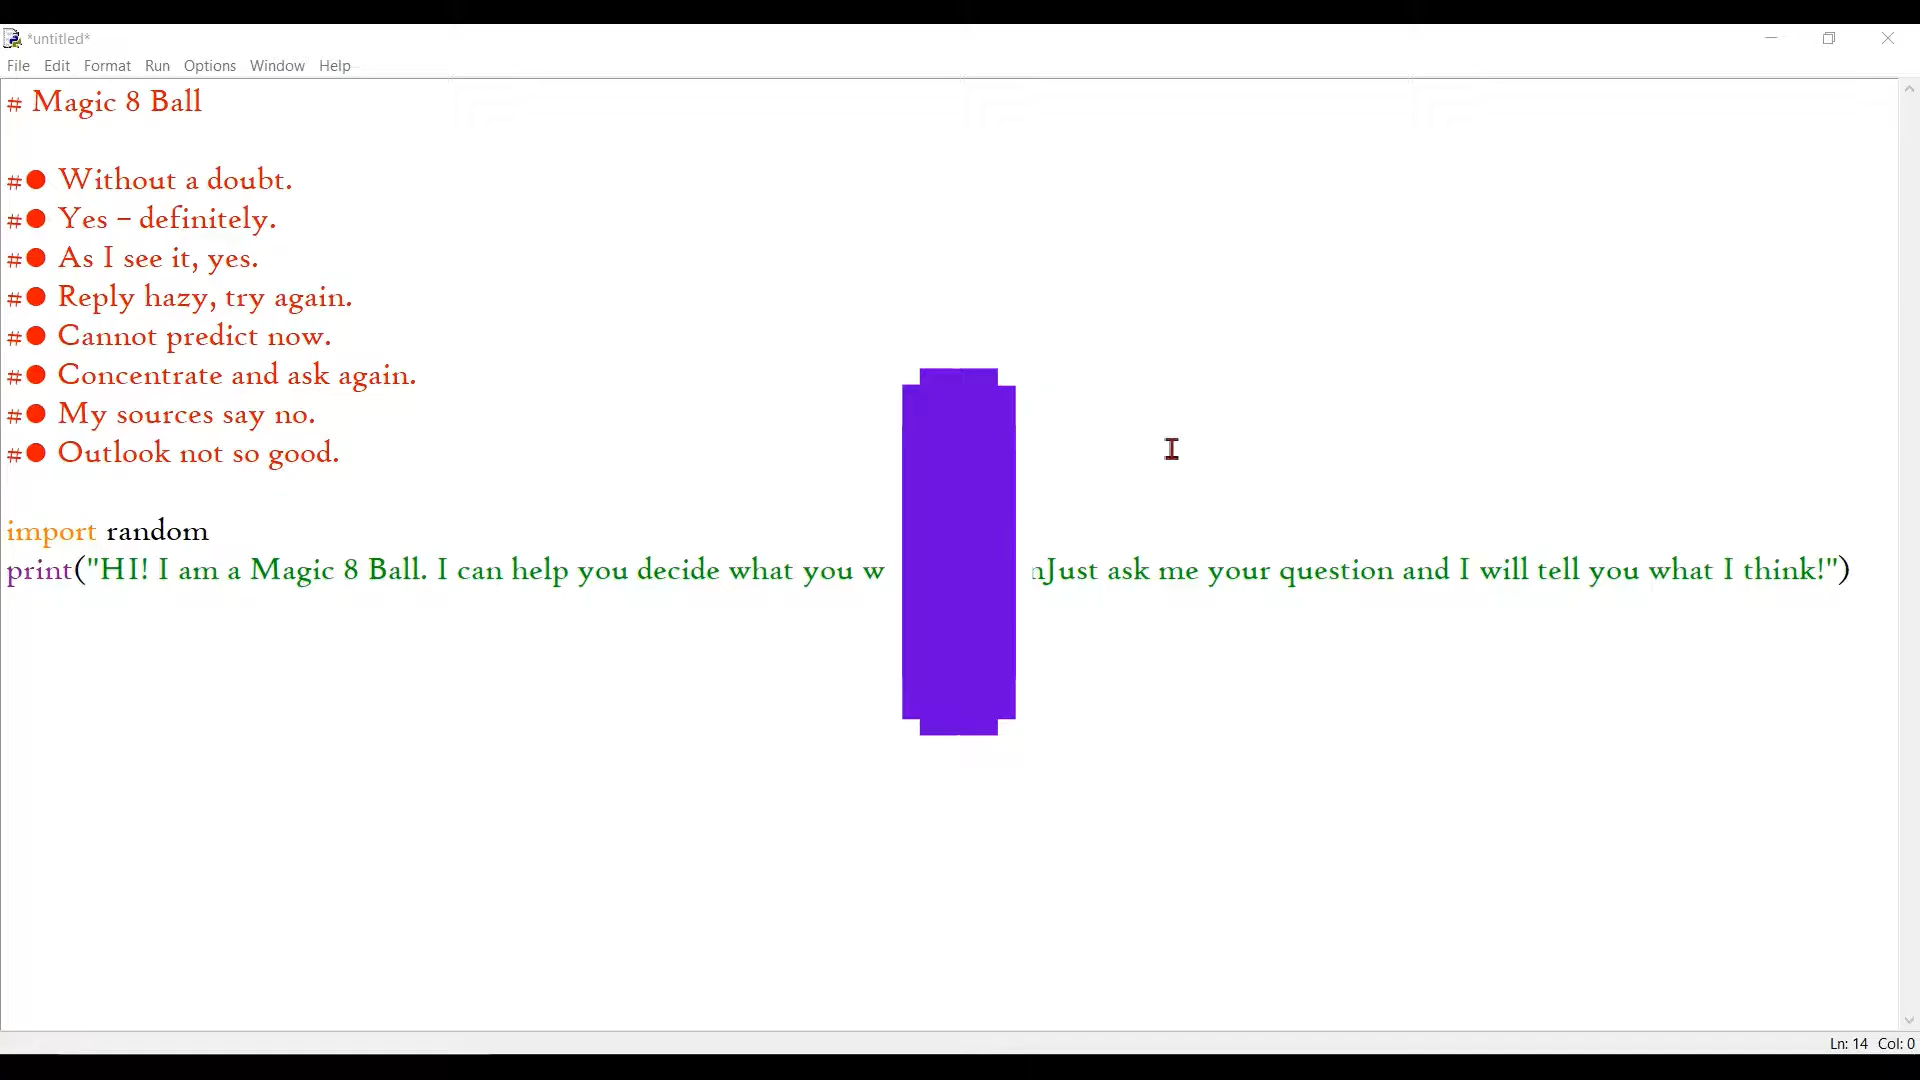 *untitled*
File Edit Format Run Options Window Help
# Magic 8 Ball
#● Without a doubt.
#● Yes – definitely.
#● As I see it, yes.
#● Reply hazy, try again.
#● Cannot predict now.
#● Concentrate and ask again.
#● My sources say no.
#● Outlook not so good.
import random
print("HI! I am a Magic 8 Ball. I can help you decide what you w nJust ask me your question and I will tell you what I think!")
Ln: 14 Col: 0